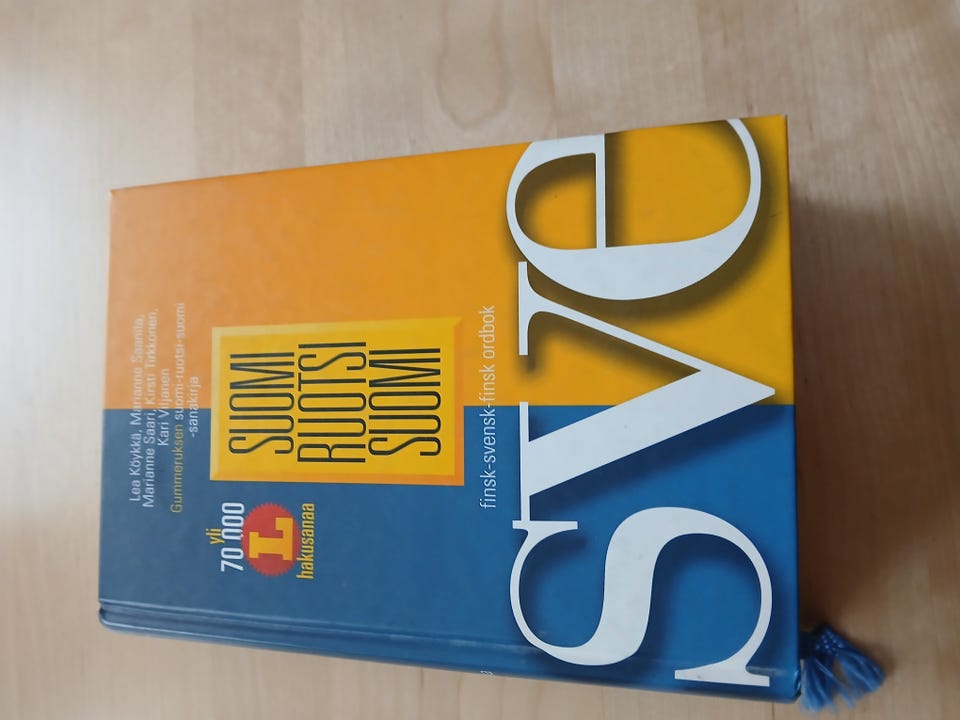 Lea Köykkä, Marianne Saanila,
Marianne Saari, Kirsti Tirkkonen,
Kari Viljanen
Gummeruksen suomi-ruotsi-suomi
-sanakirja
yli
70 000
L
hakusanaa
SUOMI
RUOTSI
SUOMI
finsk-svensk-finsk ordbok
sve